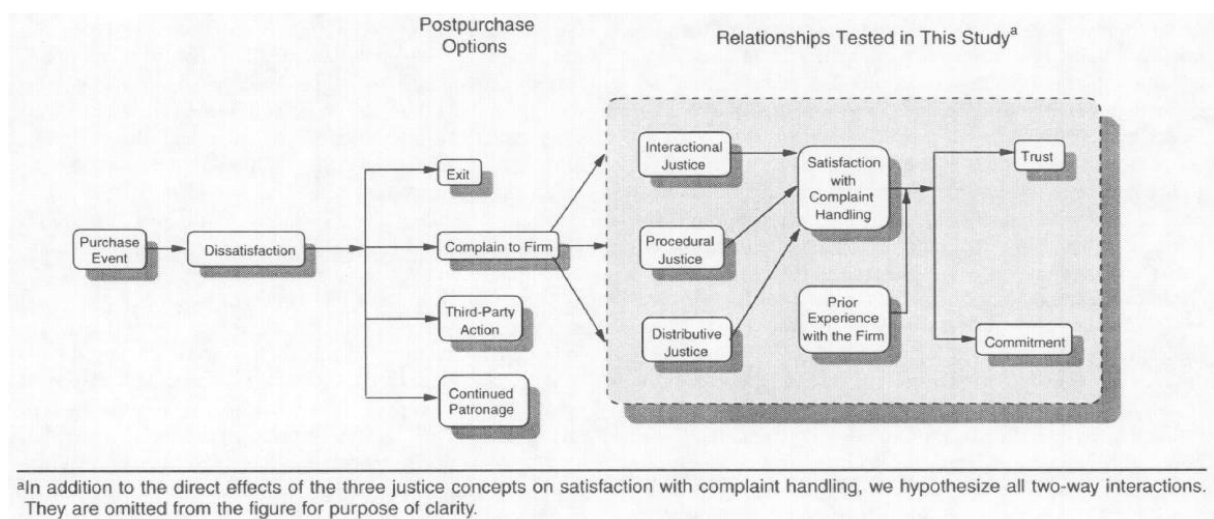 Postpurchase
Options
Relationships Tested in This Studyᵃ
Purchase
Event
Dissatisfaction
Exit
Complain to Firm
Third-Party
Action
Continued
Patronage
Interactional
Justice
Procedural
Justice
Distributive
Justice
Satisfaction
with
Complaint
Handling
Prior
Experience
with the Firm
Trust
Commitment
ᵃIn addition to the direct effects of the three justice concepts on satisfaction with complaint handling, we hypothesize all two-way interactions.
They are omitted from the figure for purpose of clarity.